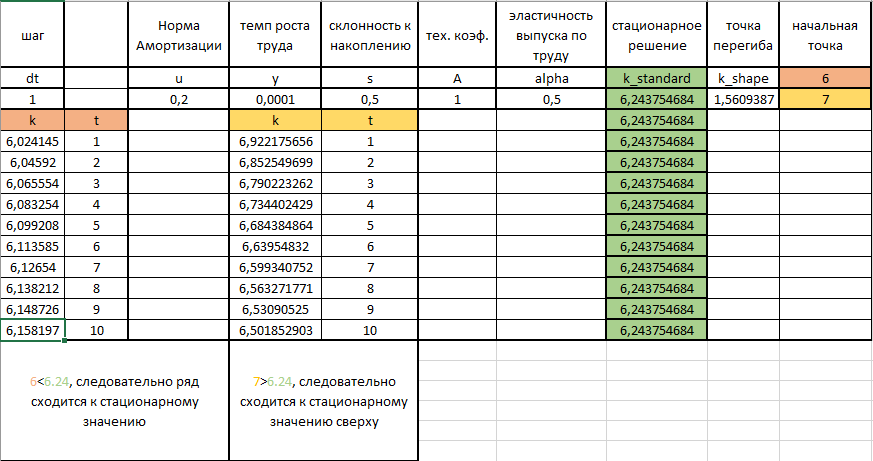 шаг
Норма
Амортизации
темп роста
труда
склонность к
накоплению
тех. коэф.
эластичность
выпуска по
труду
стационарное
решение
точка
перегиба
начальная
точка
dt u y s A alpha k_standard k_shape 6
1 0,2 0,0001 0,5 1 0,5 6,243754684 1,5609387 7
k t k t 6,243754684
6,024145 1 6,922175656 1 6,243754684
6,04592 2 6,852549699 2 6,243754684
6,065554 3 6,790223262 3 6,243754684
6,083254 4 6,734402429 4 6,243754684
6,099208 5 6,684384864 5 6,243754684
6,113585 6 6,63954832 6 6,243754684
6,12654 7 6,599340752 7 6,243754684
6,138212 8 6,563271771 8 6,243754684
6,148726 9 6,53090525 9 6,243754684
6,158197 10 6,501852903 10 6,243754684
6<6.24, следовательно ряд
сходится к стационарному
значению
7>6.24, следовательно
сходится к стационарному
значению сверху